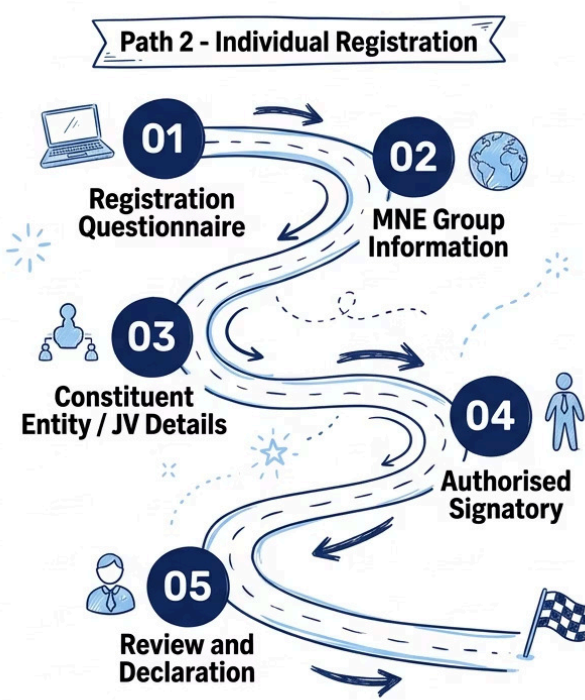 Path 2 - Individual Registration
01
Registration
Questionnaire
02
MNE Group
Information
03
Constituent
Entity / JV Details
04
Authorised
Signatory
05
Review and
Declaration